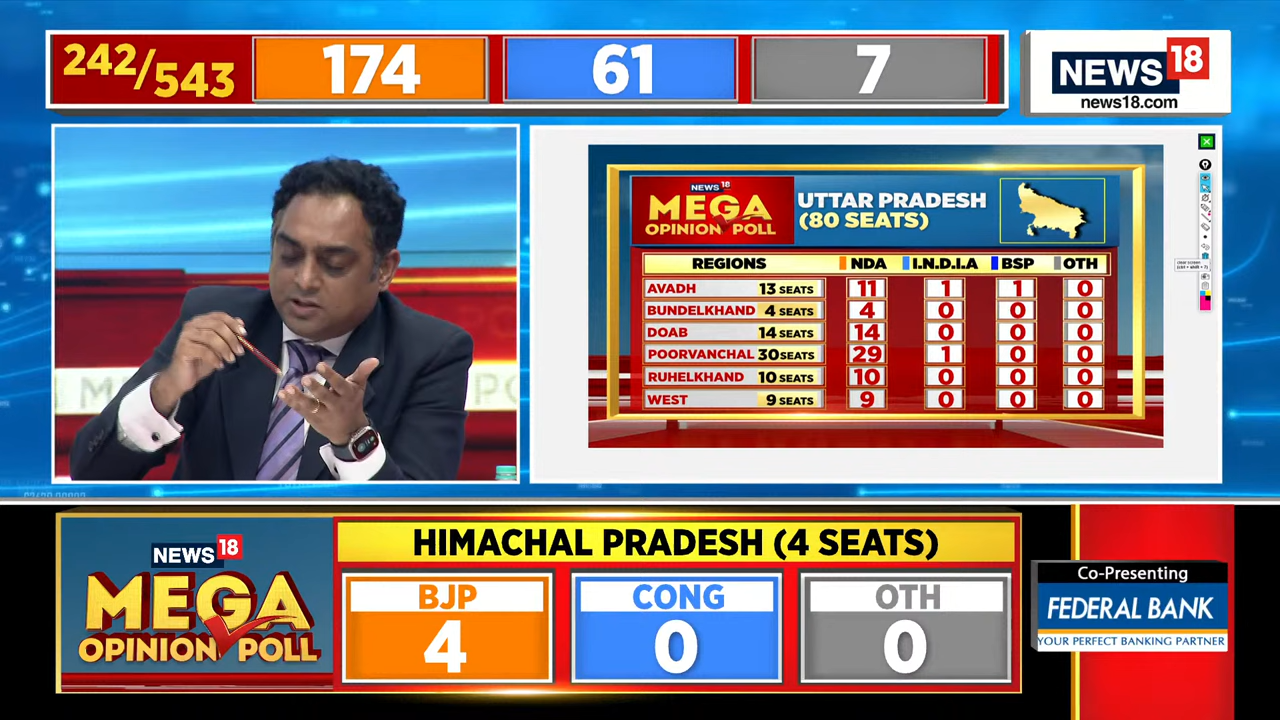 242/543 174 61 7
NEWS 18
news18.com
NEWS 18
MEGA
OPINION POLL
UTTAR PRADESH
(80 SEATS)
REGIONS NDA I.N.D.I.A BSP OTH
AVADH 13 SEATS 11 1 1 0
BUNDELKHAND 4 SEATS 4 0 0 0
DOAB 14 SEATS 14 0 0 0
POORVANCHAL 30 SEATS 29 1 0 0
RUHELKHAND 10 SEATS 10 0 0 0
WEST 9 SEATS 9 0 0 0
NEWS 18
MEGA
OPINION POLL
HIMACHAL PRADESH (4 SEATS)
BJP CONG OTH
4 0 0
Co-Presenting
FEDERAL BANK
YOUR PERFECT BANKING PARTNER